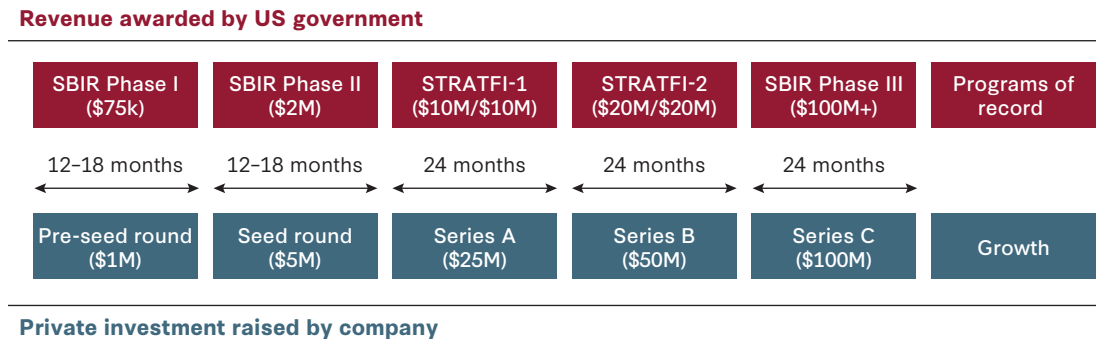 Revenue awarded by US government
SBIR Phase I
($75k)
SBIR Phase II
($2M)
STRATFI-1
($10M/$10M)
STRATFI-2
($20M/$20M)
SBIR Phase III
($100M+)
Programs of
record
12–18 months
12–18 months
24 months
24 months
24 months
Pre-seed round
($1M)
Seed round
($5M)
Series A
($25M)
Series B
($50M)
Series C
($100M)
Growth
Private investment raised by company